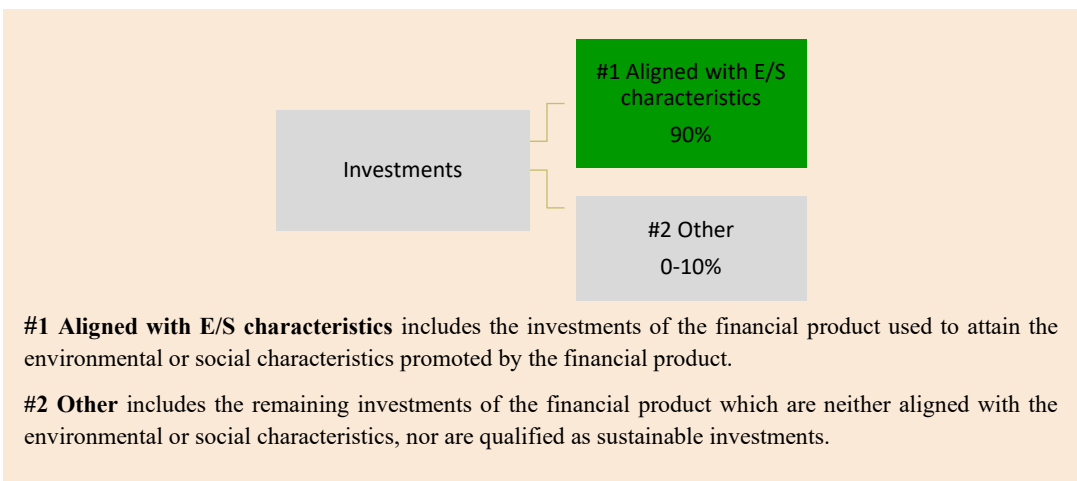 #1 Aligned with E/S
characteristics
90%
Investments
#2 Other
0-10%
#1 Aligned with E/S characteristics includes the investments of the financial product used to attain the
environmental or social characteristics promoted by the financial product.
#2 Other includes the remaining investments of the financial product which are neither aligned with the
environmental or social characteristics, nor are qualified as sustainable investments.